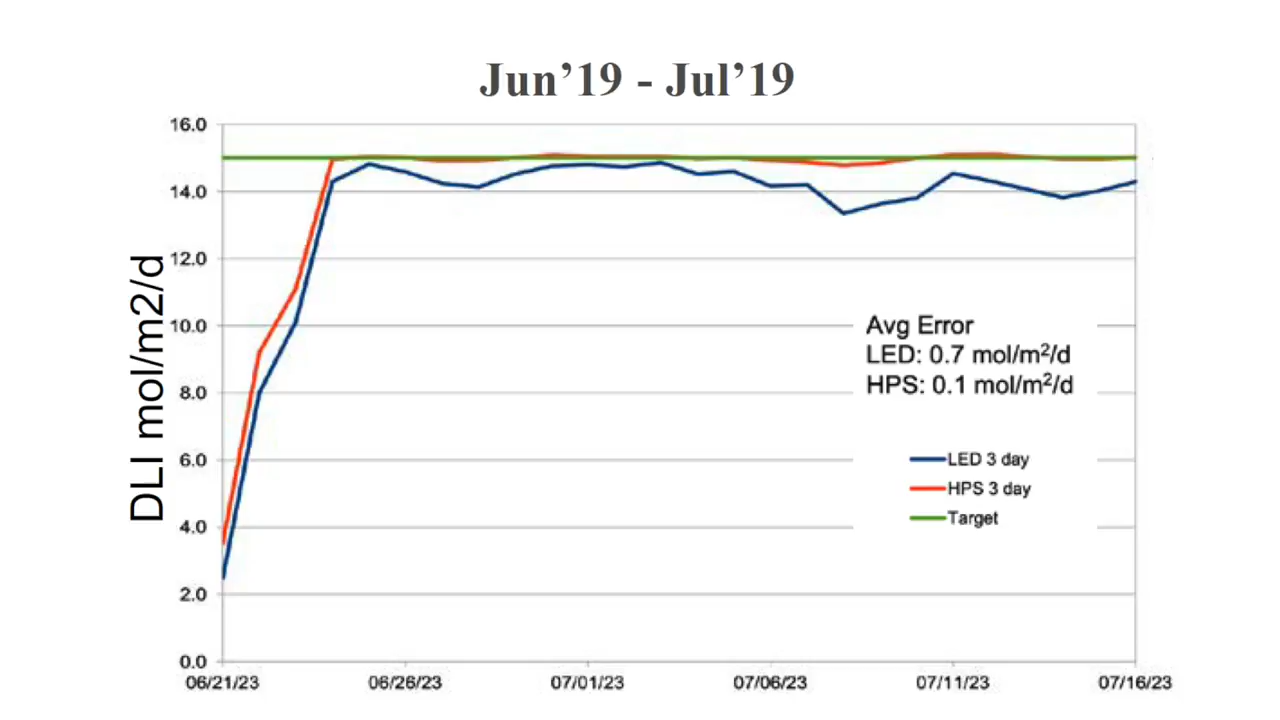 Jun’19 - Jul’19
DLI mol/m2/d
16.0
14.0
12.0
10.0
8.0
6.0
4.0
2.0
0.0
Avg Error
LED: 0.7 mol/m²/d
HPS: 0.1 mol/m²/d
LED 3 day
HPS 3 day
Target
06/21/23 06/26/23 07/01/23 07/06/23 07/11/23 07/16/23